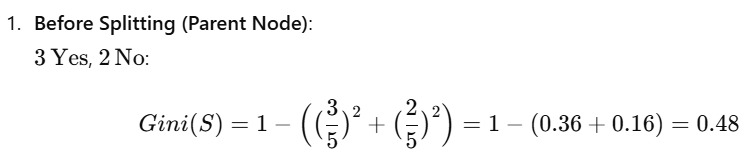 1. Before Splitting (Parent Node):
3 Yes, 2 No:
Gini(S) = 1 − ((3/5)² + (2/5)²) = 1 − (0.36 + 0.16) = 0.48